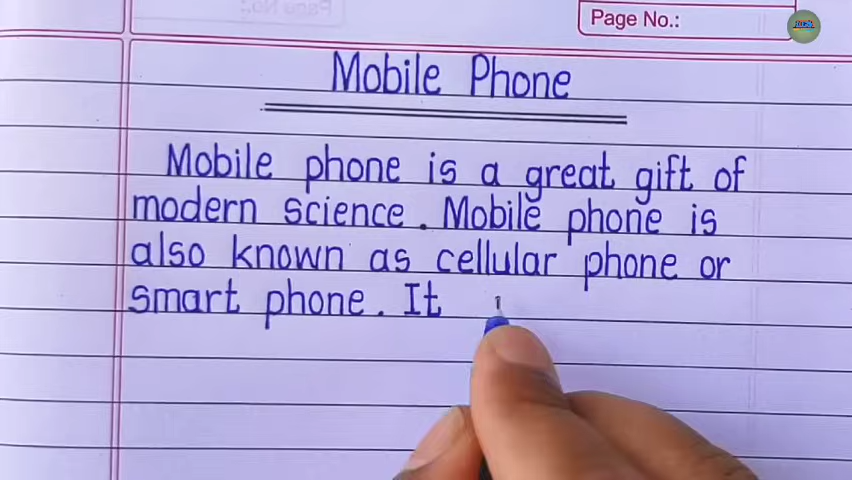 Page No.:
Mobile Phone
Mobile phone is a great gift of
modern science. Mobile phone is
also known as cellular phone or
smart phone. It